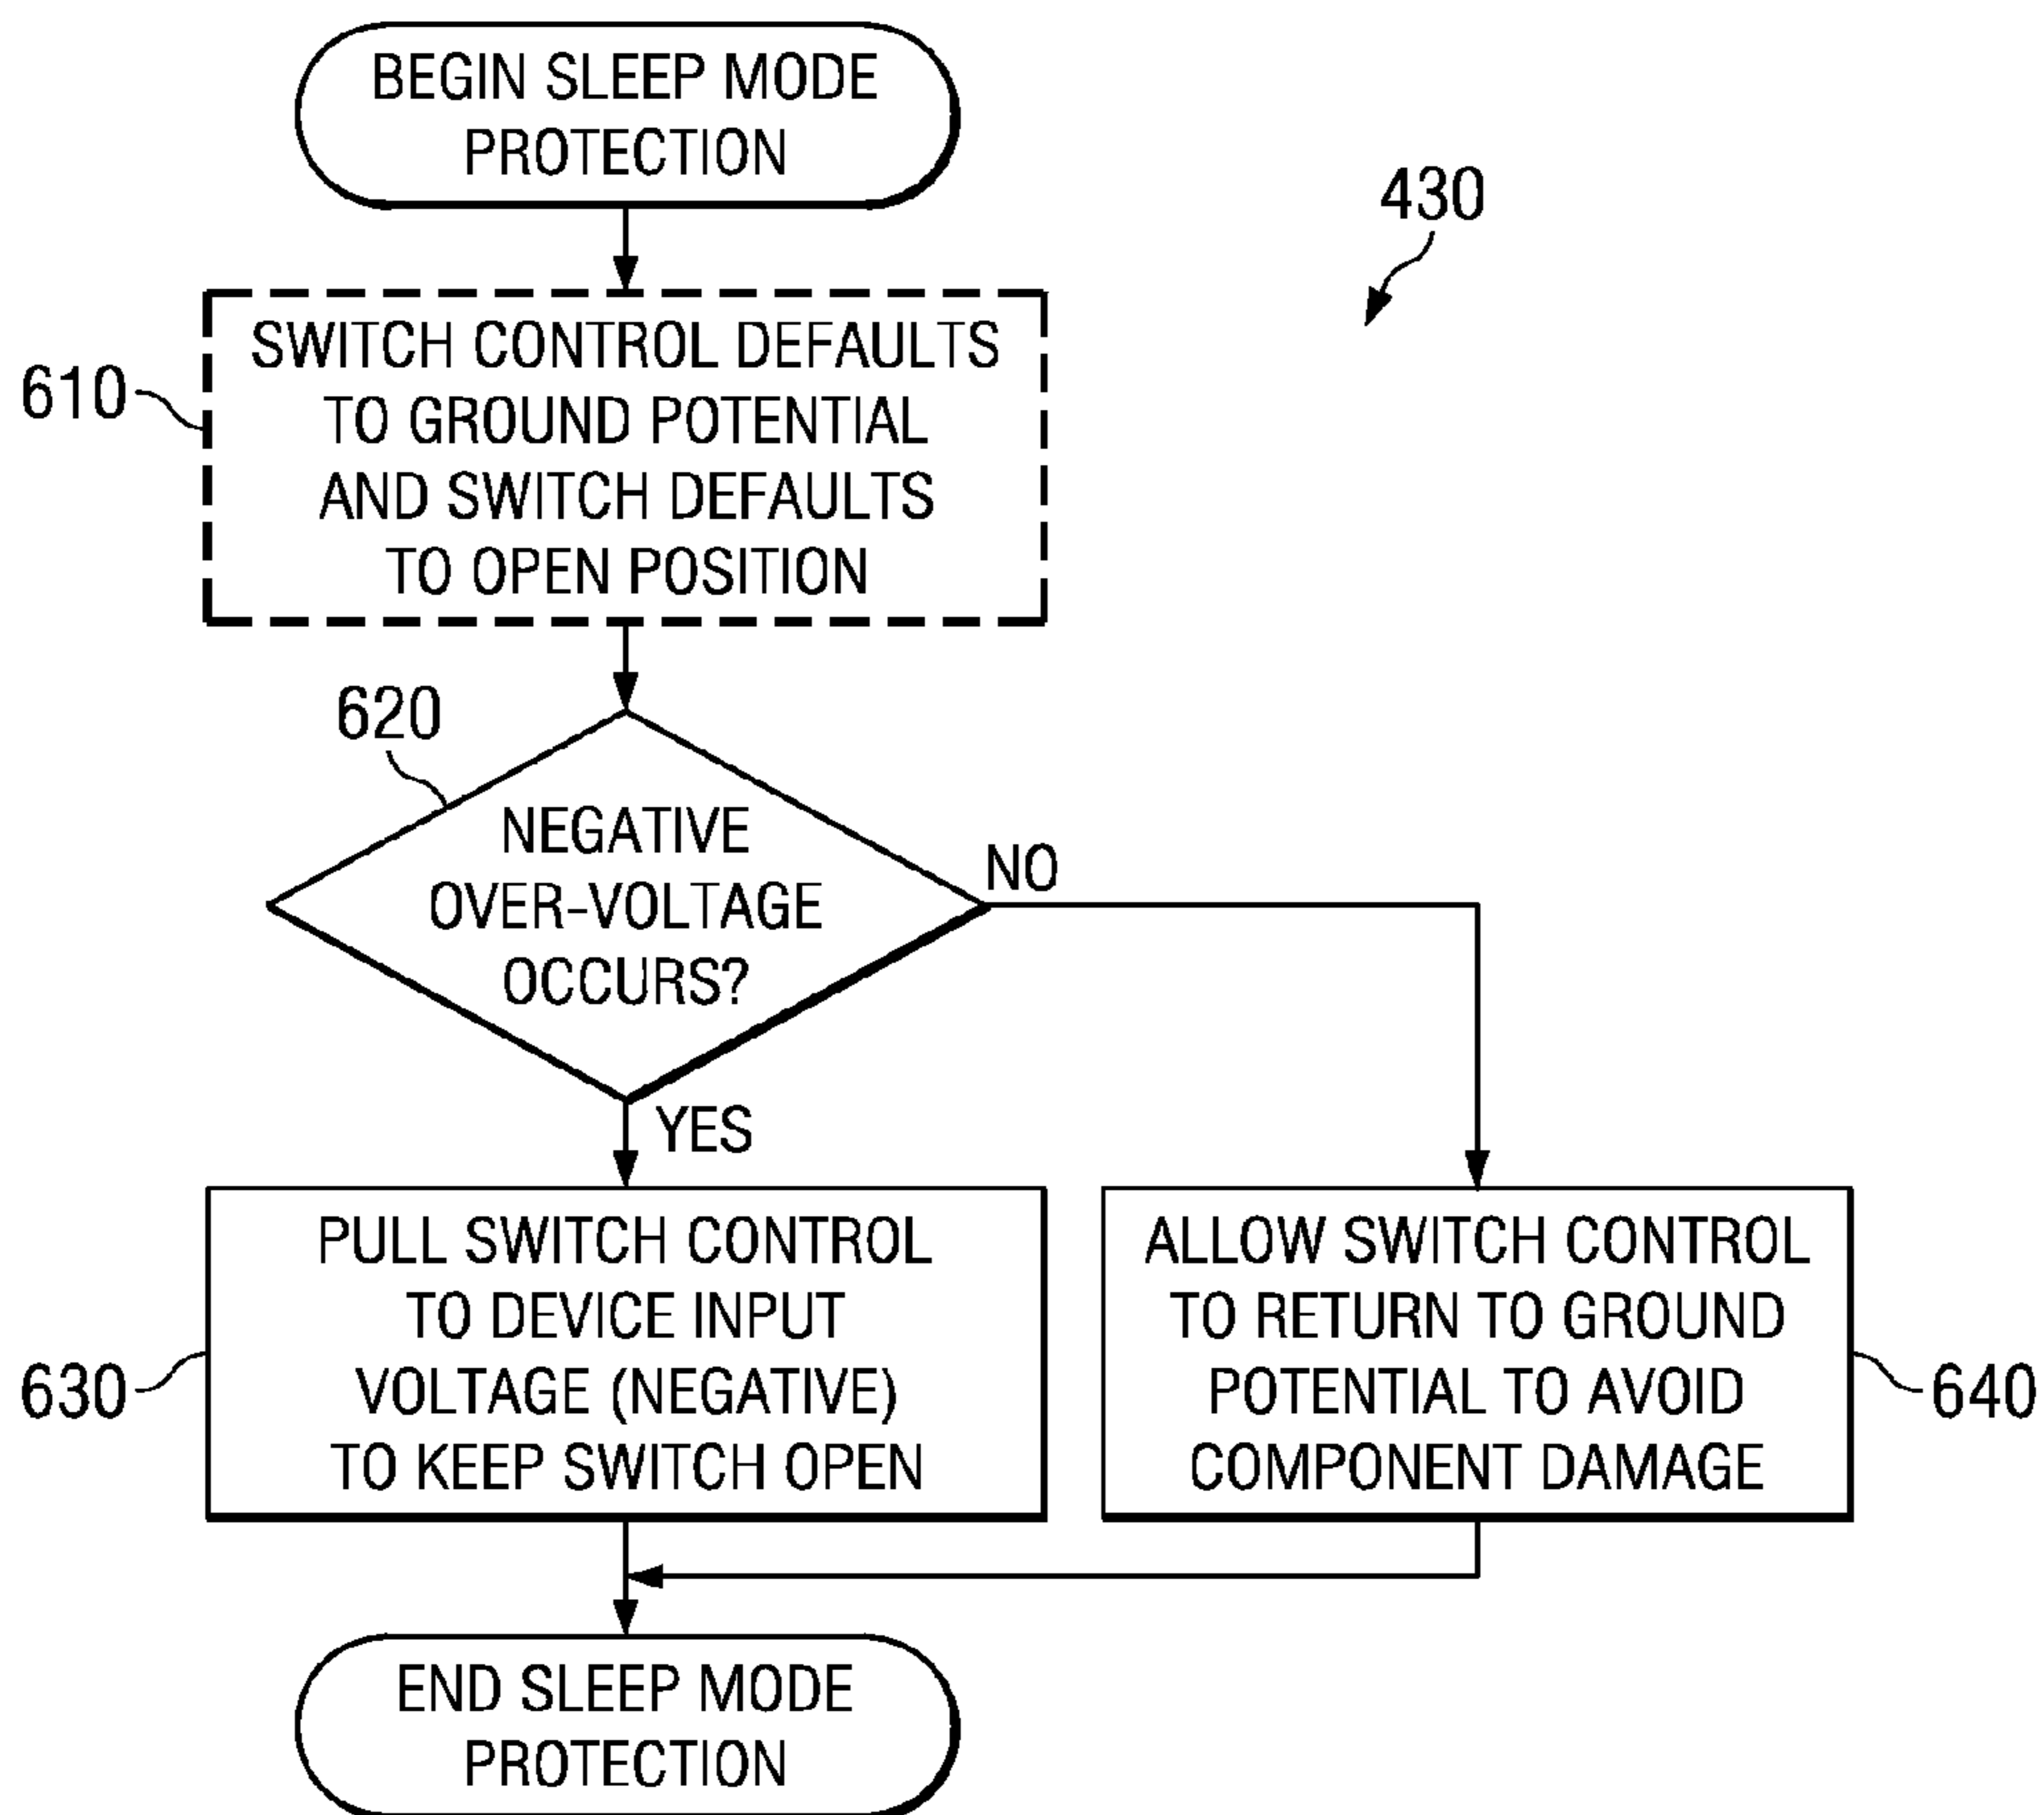 BEGIN SLEEP MODE
PROTECTION
430
610
SWITCH CONTROL DEFAULTS
TO GROUND POTENTIAL
AND SWITCH DEFAULTS
TO OPEN POSITION
620
NEGATIVE
OVER-VOLTAGE
OCCURS?
NO
YES
630
PULL SWITCH CONTROL
TO DEVICE INPUT
VOLTAGE (NEGATIVE)
TO KEEP SWITCH OPEN
ALLOW SWITCH CONTROL
TO RETURN TO GROUND
POTENTIAL TO AVOID
COMPONENT DAMAGE
640
END SLEEP MODE
PROTECTION